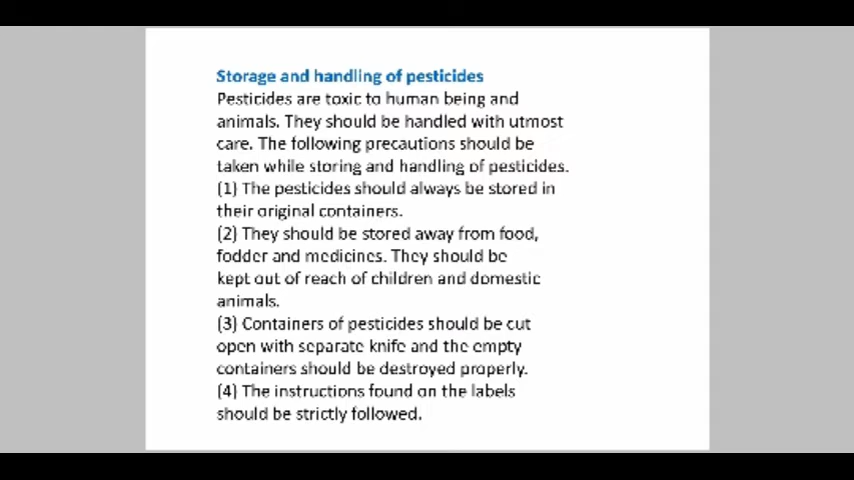 Storage and handling of pesticides
Pesticides are toxic to human being and
animals. They should be handled with utmost
care. The following precautions should be
taken while storing and handling of pesticides.
(1) The pesticides should always be stored in
their original containers.
(2) They should be stored away from food,
fodder and medicines. They should be
kept out of reach of children and domestic
animals.
(3) Containers of pesticides should be cut
open with separate knife and the empty
containers should be destroyed properly.
(4) The instructions found on the labels
should be strictly followed.